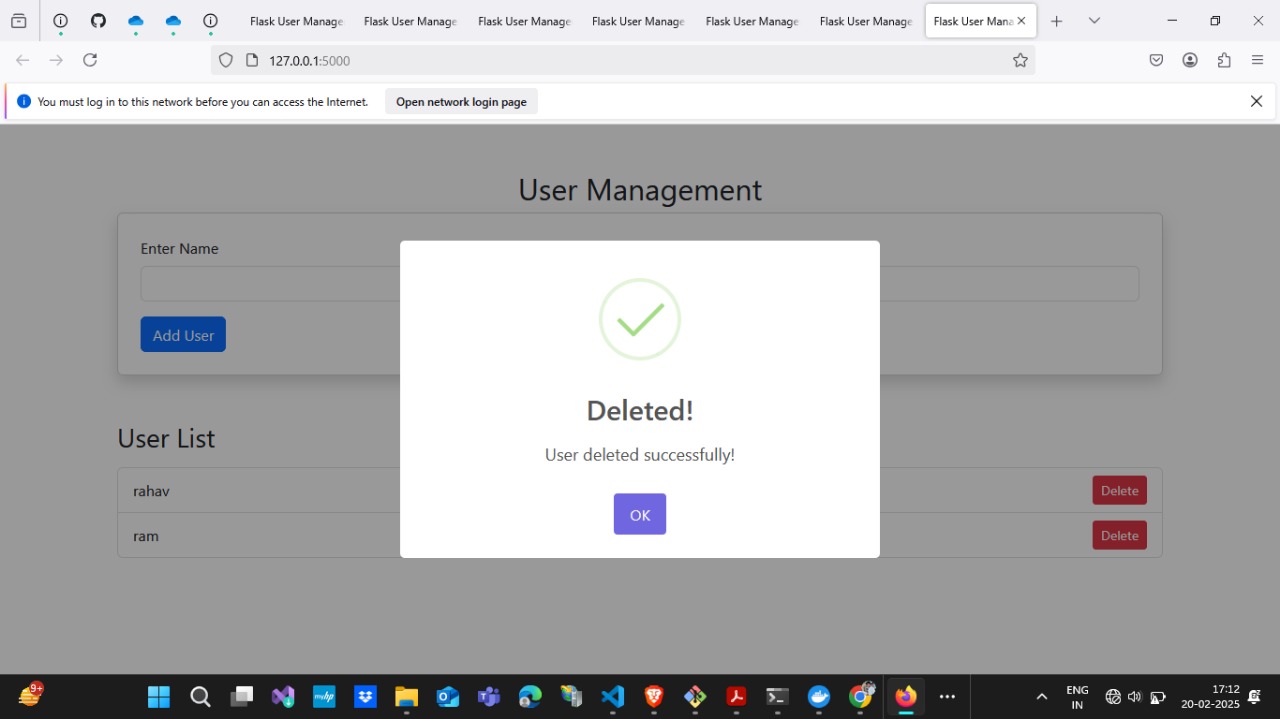 Flask User Manage
Flask User Manage
Flask User Manage
Flask User Manage
Flask User Manage
Flask User Manage
Flask User Mana
127.0.0.1:5000
You must log in to this network before you can access the Internet.
Open network login page
User Management
Enter Name
Add User
Deleted!
User deleted successfully!
OK
User List
rahav
Delete
ram
Delete
9+
myhp
ENG
IN
17:12
20-02-2025